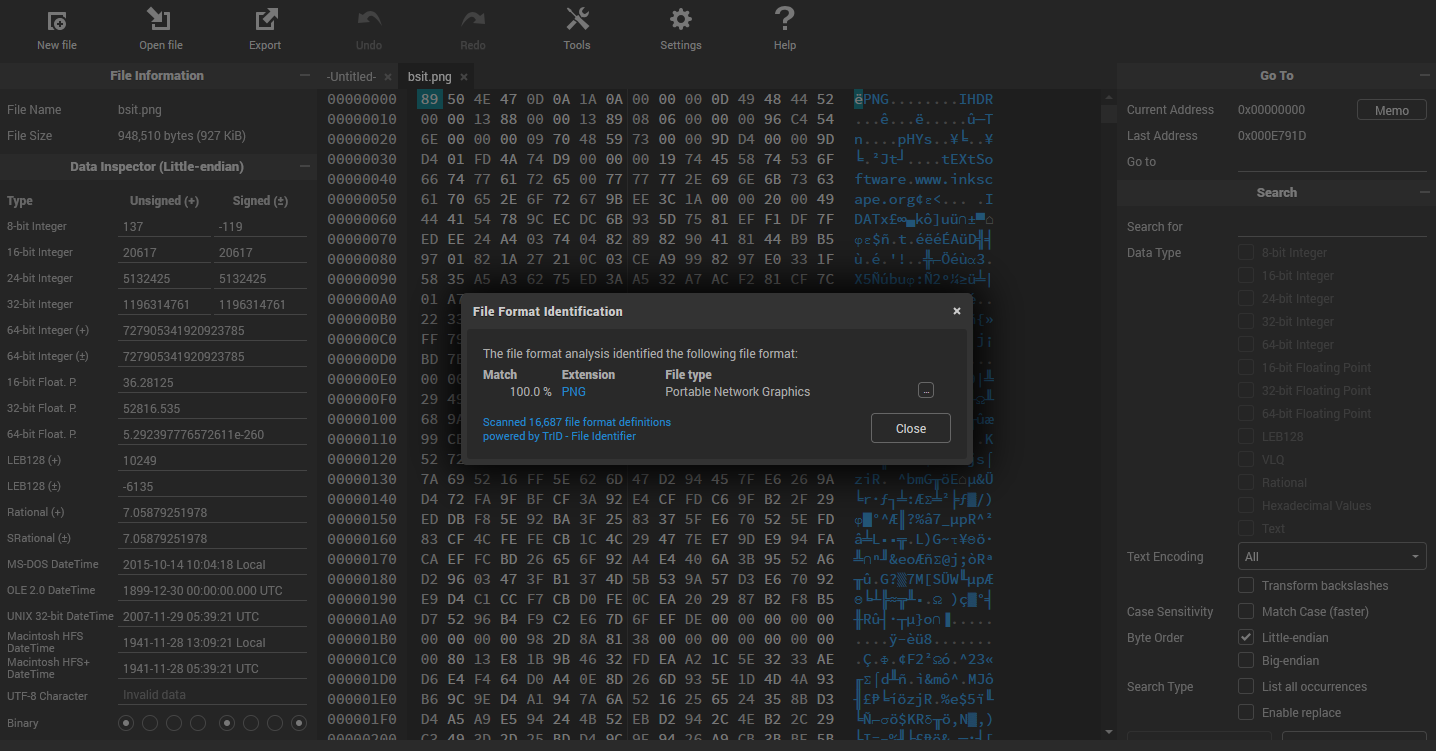 New file Open file Export Undo Redo Tools Settings Help
File Information
File Name bsit.png
File Size 948,510 bytes (927 KiB)
Data Inspector (Little-endian)
Type Unsigned (+) Signed (±)
8-bit Integer 137 -119
16-bit Integer 20617 20617
24-bit Integer 5132425 5132425
32-bit Integer 1196314761 1196314761
64-bit Integer (+) 727905341920923785
64-bit Integer (±) 727905341920923785
16-bit Float. P. 36.28125
32-bit Float. P. 52816.535
64-bit Float. P. 5.292397776572611e-260
LEB128 (+) 10249
LEB128 (±) -6135
Rational (+) 7.05879251978
SRational (±) 7.05879251978
MS-DOS DateTime 2015-10-14 10:04:18 Local
OLE 2.0 DateTime 1899-12-30 00:00:00.000 UTC
UNIX 32-bit DateTime 2007-11-29 05:39:21 UTC
Macintosh HFS DateTime 1941-11-28 13:09:21 Local
Macintosh HFS+ DateTime 1941-11-28 05:39:21 UTC
UTF-8 Character Invalid data
Binary
-Untitled- × bsit.png ×
00000000 89 50 4E 47 0D 0A 1A 0A 00 00 00 0D 49 48 44 52 ëPNG........IHDR
00000010 00 00 13 88 00 00 13 89 08 06 00 00 00 96 C4 54
00000020 6E 00 00 00 09 70 48 59 73 00 00 9D D4 00 00 9D
00000030 D4 01 FD 4A 74 D9 00 00 00 19 74 45 58 74 53 6F
00000040 66 74 77 61 72 65 00 77 77 77 2E 69 6E 6B 73 63 ftware.www.inksc
00000050 61 70 65 2E 6F 72 67 9B EE 3C 1A 00 00 20 00 49
00000060 44 41 54 78 9C EC DC 6B 93 5D 75 81 EF F1 DF 7F
00000070 ED EE 24 A4 03 74 04 82 89 82 90 41 81 44 B9 B5
00000080 97 01 82 1A 27 21 0C 03 CE A9 99 82 97 E0 33 1F
00000090 58 35 A5 A3 62 75 ED 3A A5 32 A7 AC F2 81 CF 7C
000000A0 01
000000B0 22
000000C0 FF
000000D0 BD
000000E0 00
000000F0 29
00000100 68
00000110 99
00000120 52
00000130 7A 69 52 16 FF 5E 62 6D 47 D2 94 45 7F E6 26 9A
00000140 D4 72 FA 9F BF CF 3A 92 E4 CF FD C6 9F B2 2F 29
00000150 ED DB F8 5E 92 BA 3F 25 83 37 5F E6 70 52 5E FD
00000160 83 CF 4C FE FE CB 1C 4C 29 47 7E E7 9D E9 94 FA
00000170 CA EF FC BD 26 65 6F 92 A4 E4 40 6A 3B 95 52 A6
00000180 D2 96 03 47 3F B1 37 4D 5B 53 9A 57 D3 E6 70 92
00000190 E9 D4 C1 CC F7 CB D0 FE 0C EA 20 29 87 B2 F8 B5
000001A0 D7 52 96 B4 F9 C2 E6 7D 6F EF DE 00 00 00 00 00
000001B0 00 00 00 00 98 2D 8A 81 38 00 00 00 00 00 00 00
000001C0 00 80 13 E8 1B 9B 46 32 FD EA A2 1C 5E 32 33 AE
000001D0 D6 E4 F4 64 D0 A4 0E 8D 26 6D 93 5E 1D 4D 4A 93
000001E0 B6 9C 9E D4 A1 94 7A 6A 52 16 25 65 24 35 8B D3
000001F0 D4 A5 A9 E5 94 24 4B 52 EB D2 94 2C 4E B2 2C 29
00000200
File Format Identification ×
The file format analysis identified the following file format:
Match Extension File type
100.0 % PNG Portable Network Graphics ...
Scanned 16,687 file format definitions
powered by TrID - File Identifier
Close
Go To
Current Address 0x00000000 Memo
Last Address 0x000E791D
Go to
Search
Search for
Data Type 8-bit Integer
16-bit Integer
24-bit Integer
32-bit Integer
64-bit Integer
16-bit Floating Point
32-bit Floating Point
64-bit Floating Point
LEB128
VLQ
Rational
Hexadecimal Values
Text
Text Encoding All
Transform backslashes
Case Sensitivity Match Case (faster)
Byte Order Little-endian
Big-endian
Search Type List all occurrences
Enable replace